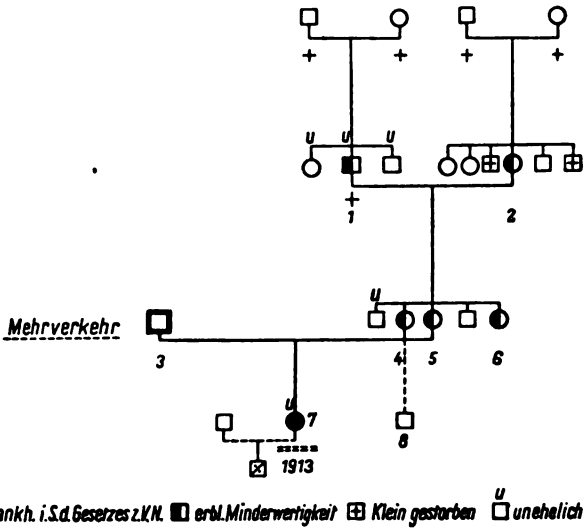 u u u
1
2
u
Mehrverkehr
3
4 5 6
u
7
8
1913
ankh. i.S.d.Gesetzes z.V.N. erbl.Minderwertigkeit Klein gestorben u unehelich